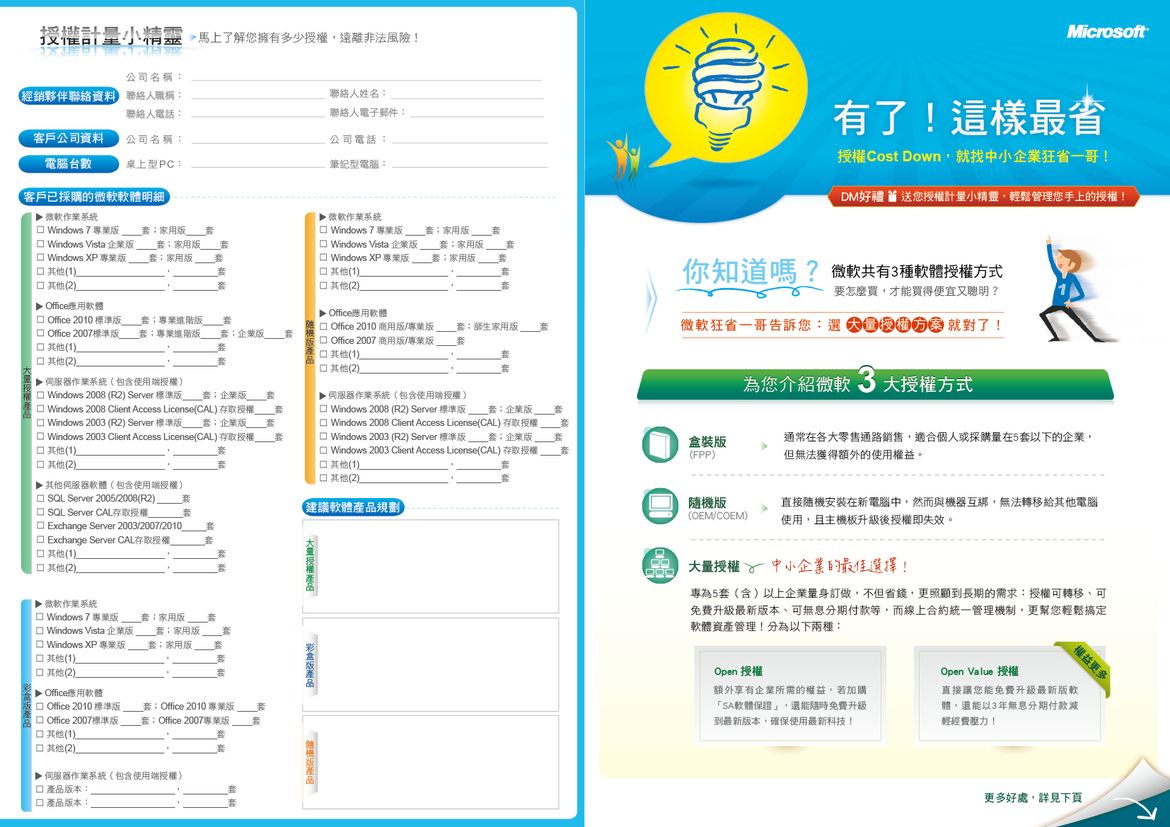 授權計量小精靈 馬上了解您擁有多少授權，遠離非法風險！
經銷夥伴聯絡資料
公司名稱：
聯絡人職稱： 聯絡人姓名：
聯絡人電話： 聯絡人電子郵件：
客戶公司資料 公司名稱： 公司電話：
電腦台數 桌上型PC： 筆記型電腦：
客戶已採購的微軟軟體明細
大量授權產品
▶微軟作業系統
□ Windows 7 專業版 ____套；家用版____套
□ Windows Vista 企業版 ____套；家用版____套
□ Windows XP 專業版 ____套；家用版 ____套
□ 其他(1)________________，________套
□ 其他(2)________________，________套
▶Office應用軟體
□ Office 2010 標準版____套；專業進階版____套
□ Office 2007標準版____套；專業進階版____套；企業版____套
□ 其他(1)________________，________套
□ 其他(2)________________，________套
▶伺服器作業系統（包含使用端授權）
□ Windows 2008 (R2) Server 標準版____套；企業版____套
□ Windows 2008 Client Access License(CAL) 存取授權____套
□ Windows 2003 (R2) Server 標準版____套；企業版____套
□ Windows 2003 Client Access License(CAL) 存取授權____套
□ 其他(1)________________，________套
□ 其他(2)________________，________套
▶其他伺服器軟體（包含使用端授權）
□ SQL Server 2005/2008(R2) _____套
□ SQL Server CAL存取授權_______套
□ Exchange Server 2003/2007/2010_____套
□ Exchange Server CAL存取授權_______套
□ 其他(1)________________，________套
□ 其他(2)________________，________套
彩盒版產品
▶微軟作業系統
□ Windows 7 專業版 ____套；家用版 ____套
□ Windows Vista 企業版 ____套；家用版 ____套
□ Windows XP 專業版 ____套；家用版 ____套
□ 其他(1)________________，________套
□ 其他(2)________________，________套
▶Office應用軟體
□ Office 2010 標準版 ____套；Office 2010 專業版 ____套
□ Office 2007標準版 ____套；Office 2007專業版 ____套
□ 其他(1)________________，________套
□ 其他(2)________________，________套
▶伺服器作業系統（包含使用端授權）
□ 產品版本：________________，________套
□ 產品版本：________________，________套
隨機版產品
▶微軟作業系統
□ Windows 7 專業版 ____套；家用版 ____套
□ Windows Vista 企業版 ____套；家用版 ____套
□ Windows XP 專業版 ____套；家用版 ____套
□ 其他(1)________________，________套
□ 其他(2)________________，________套
▶Office應用軟體
□ Office 2010 商用版/專業版 ____套；師生家用版 ____套
□ Office 2007 商用版/專業版 ____套
□ 其他(1)________________，________套
□ 其他(2)________________，________套
▶伺服器作業系統（包含使用端授權）
□ Windows 2008 (R2) Server 標準版 ____套；企業版 ____套
□ Windows 2008 Client Access License(CAL) 存取授權 ____套
□ Windows 2003 (R2) Server 標準版 ____套；企業版 ____套
□ Windows 2003 Client Access License(CAL) 存取授權 ____套
□ 其他(1)________________，________套
□ 其他(2)________________，________套
建議軟體產品規劃
大量授權產品
彩盒版產品
隨機版產品
Microsoft
有了！這樣最省
授權Cost Down，就找中小企業狂省一哥！
DM好禮 送您授權計量小精靈，輕鬆管理您手上的授權！
你知道嗎？ 微軟共有3種軟體授權方式
要怎麼買，才能買得便宜又聰明？
微軟狂省一哥告訴您：選 大量授權方案 就對了！
1
為您介紹微軟 3 大授權方式
盒裝版
(FPP)
通常在各大零售通路銷售，適合個人或採購量在5套以下的企業，
但無法獲得額外的使用權益。
隨機版
(OEM/COEM)
直接隨機安裝在新電腦中，然而與機器互綁，無法轉移給其他電腦
使用，且主機板升級後授權即失效。
大量授權 中小企業的最佳選擇！
專為5套（含）以上企業量身訂做，不但省錢，更照顧到長期的需求：授權可轉移、可
免費升級最新版本、可無息分期付款等，而線上合約統一管理機制，更幫您輕鬆搞定
軟體資產管理！分為以下兩種：
Open 授權
額外享有企業所需的權益，若加購
「SA軟體保證」，還能隨時免費升級
到最新版本，確保使用最新科技！
權益更多
Open Value 授權
直接讓您能免費升級最新版軟
體，還能以3年無息分期付款減
輕經費壓力！
更多好處，詳見下頁